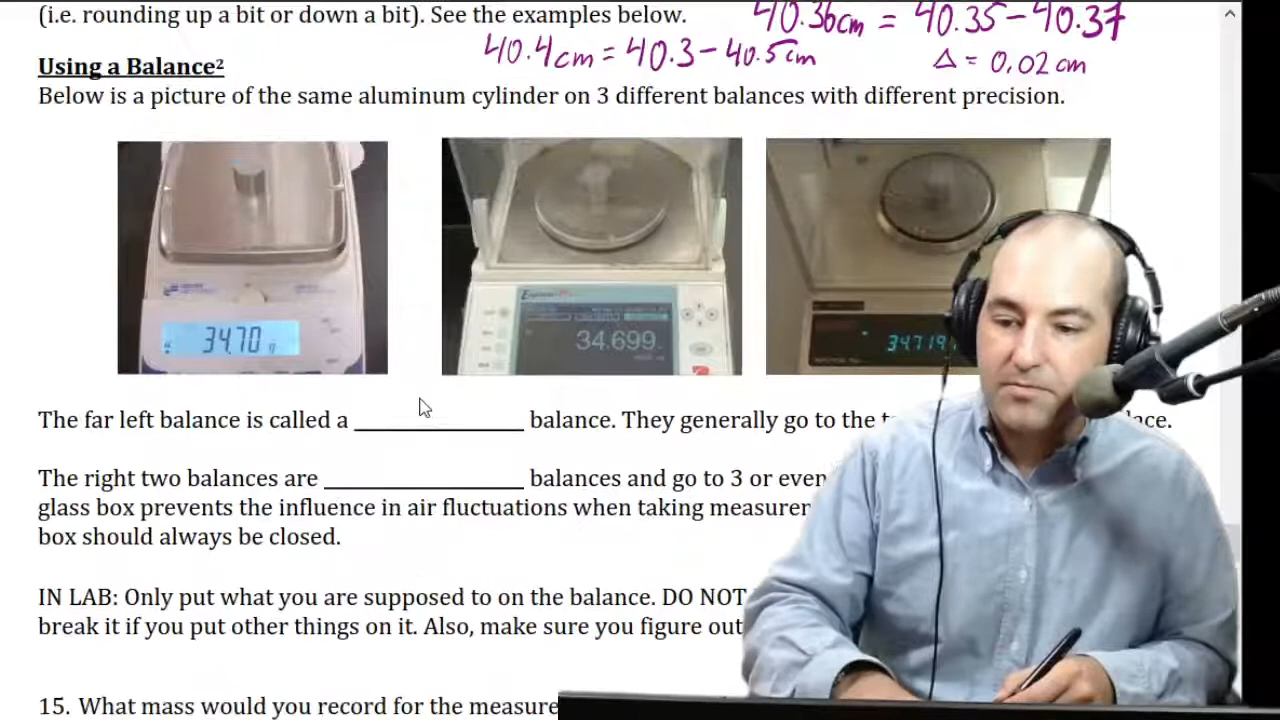 (i.e. rounding up a bit or down a bit). See the examples below.
40.36cm = 40.35-40.37
40.4cm = 40.3-40.5cm
Δ = 0.02 cm
Using a Balance²
Below is a picture of the same aluminum cylinder on 3 different balances with different precision.
34.70 g
34.699
34.719
The far left balance is called a ____________ balance. They generally go to the
The right two balances are ____________ balances and go to 3 or even
glass box prevents the influence in air fluctuations when taking
box should always be closed.
IN LAB: Only put what you are supposed to on the balance. DO NOT
break it if you put other things on it. Also, make sure you figure out
15. What mass would you record for the